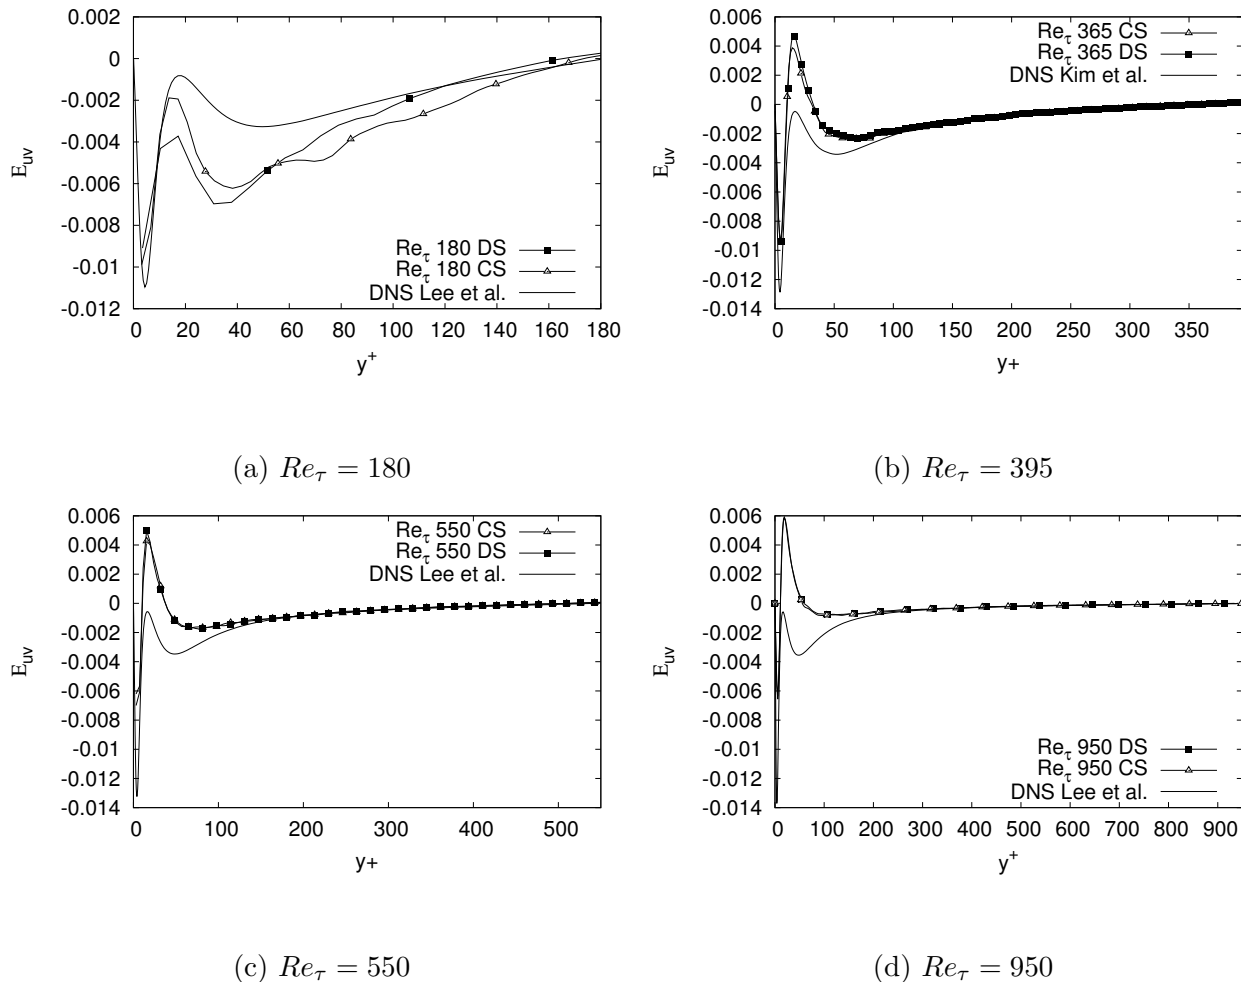 0.002
0
-0.002
-0.004
-0.006
-0.008
-0.01
-0.012
E_uv
0 20 40 60 80 100 120 140 160 180
y^+
Re_τ 180 DS
Re_τ 180 CS
DNS Lee et al.
(a) Re_τ = 180
0.006
0.004
0.002
0
-0.002
-0.004
-0.006
-0.008
-0.01
-0.012
-0.014
E_uv
0 50 100 150 200 250 300 350
y+
Re_τ 365 CS
Re_τ 365 DS
DNS Kim et al.
(b) Re_τ = 395
0.006
0.004
0.002
0
-0.002
-0.004
-0.006
-0.008
-0.01
-0.012
-0.014
E_uv
0 100 200 300 400 500
y+
Re_τ 550 CS
Re_τ 550 DS
DNS Lee et al.
(c) Re_τ = 550
0.006
0.004
0.002
0
-0.002
-0.004
-0.006
-0.008
-0.01
-0.012
-0.014
E_uv
0 100 200 300 400 500 600 700 800 900
y^+
Re_τ 950 DS
Re_τ 950 CS
DNS Lee et al.
(d) Re_τ = 950